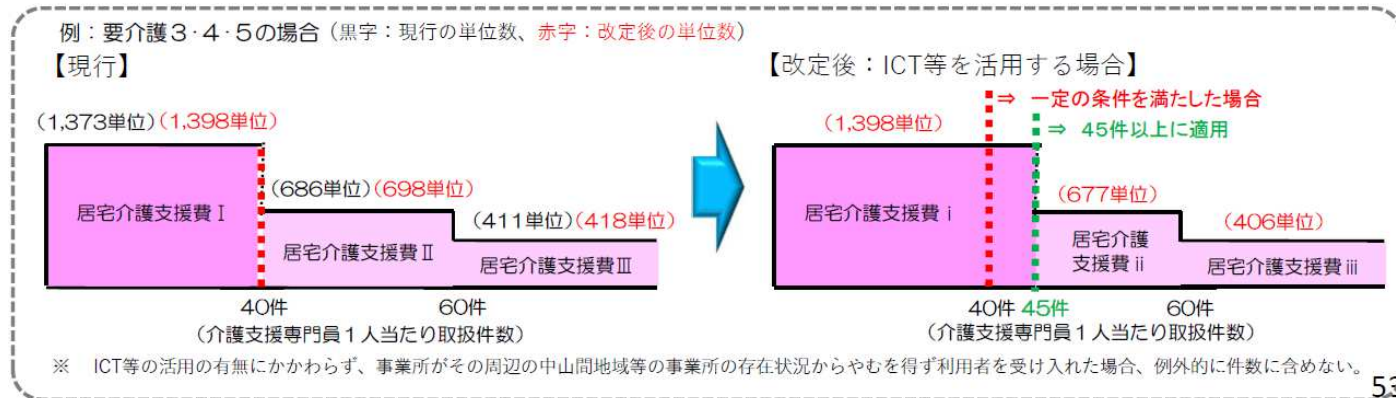 例：要介護３・４・５の場合（黒字：現行の単位数、赤字：改定後の単位数）
【現行】
(1,373単位)(1,398単位)
(686単位)(698単位)
(411単位)(418単位)
居宅介護支援費Ⅰ
居宅介護支援費Ⅱ
居宅介護支援費Ⅲ
40件
60件
（介護支援専門員１人当たり取扱件数）
【改定後：ICT等を活用する場合】
⇒ 一定の条件を満たした場合
(1,398単位)
⇒ 45件以上に適用
(677単位)
(406単位)
居宅介護支援費ⅰ
居宅介護
支援費ⅱ
居宅介護支援費ⅲ
40件 45件
60件
（介護支援専門員１人当たり取扱件数）
※ ICT等の活用の有無にかかわらず、事業所がその周辺の中山間地域等の事業所の存在状況からやむを得ず利用者を受け入れた場合、例外的に件数に含めない。
53